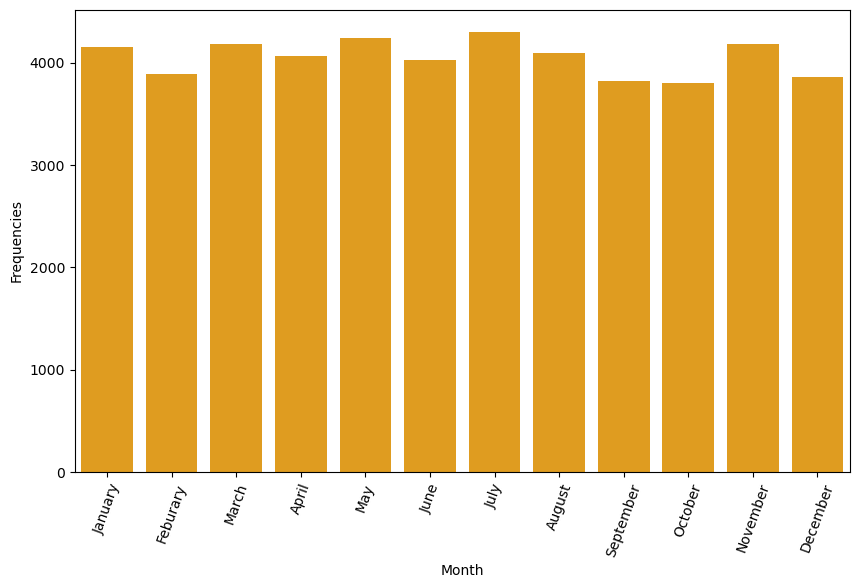 Frequencies
4000
3000
2000
1000
0
January
Feburary
March
April
May
June
July
August
September
October
November
December
Month